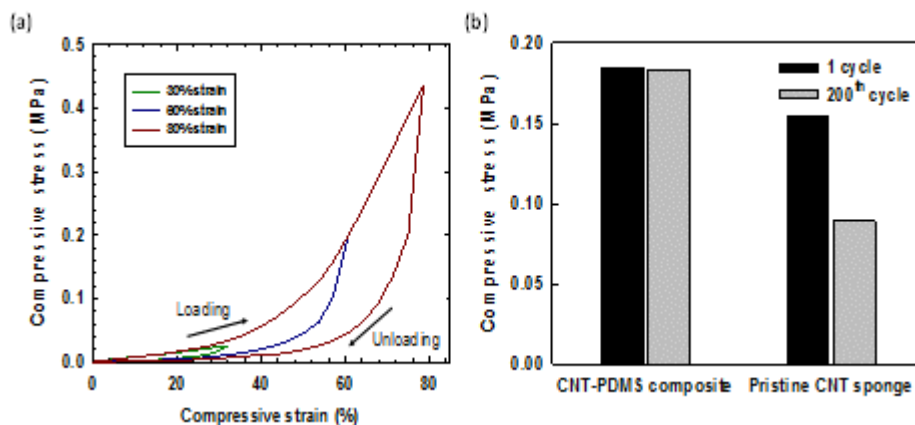 (a)
Compressive stress (MPa)
0.5
0.4
0.3
0.2
0.1
0.0
30%strain
60%strain
80%strain
Loading
Unloading
0
20
40
60
80
Compressive strain (%)
(b)
Compressive stress (MPa)
0.20
0.15
0.10
0.05
0.00
1 cycle
200th cycle
CNT-PDMS composite
Pristine CNT sponge